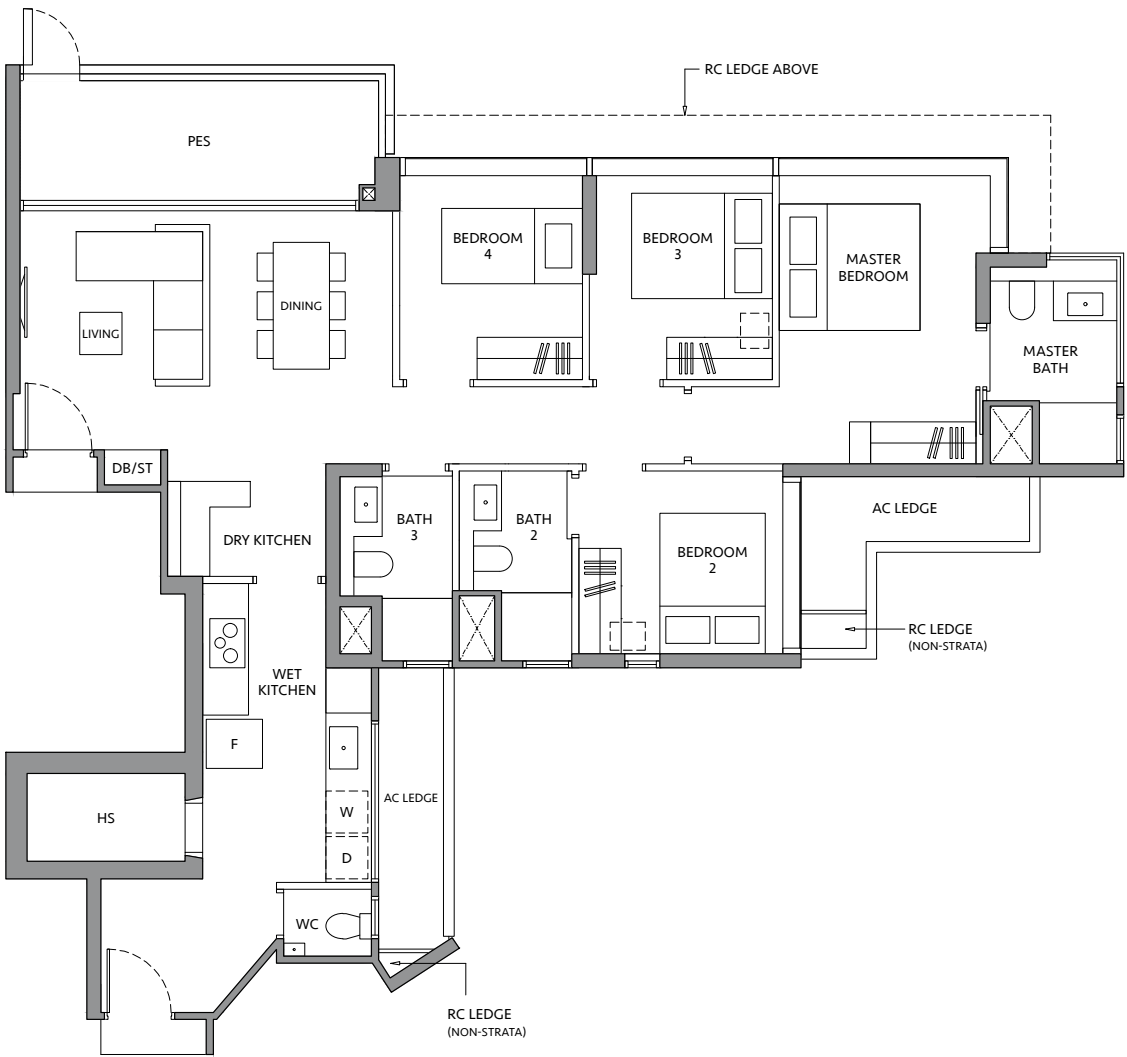 RC LEDGE ABOVE
PES
BEDROOM
4
BEDROOM
3
MASTER
BEDROOM
DINING
LIVING
MASTER
BATH
DB/ST
AC LEDGE
BATH
3
BATH
2
DRY KITCHEN
BEDROOM
2
RC LEDGE
(NON-STRATA)
WET
KITCHEN
F
AC LEDGE
W
HS
D
WC
RC LEDGE
(NON-STRATA)